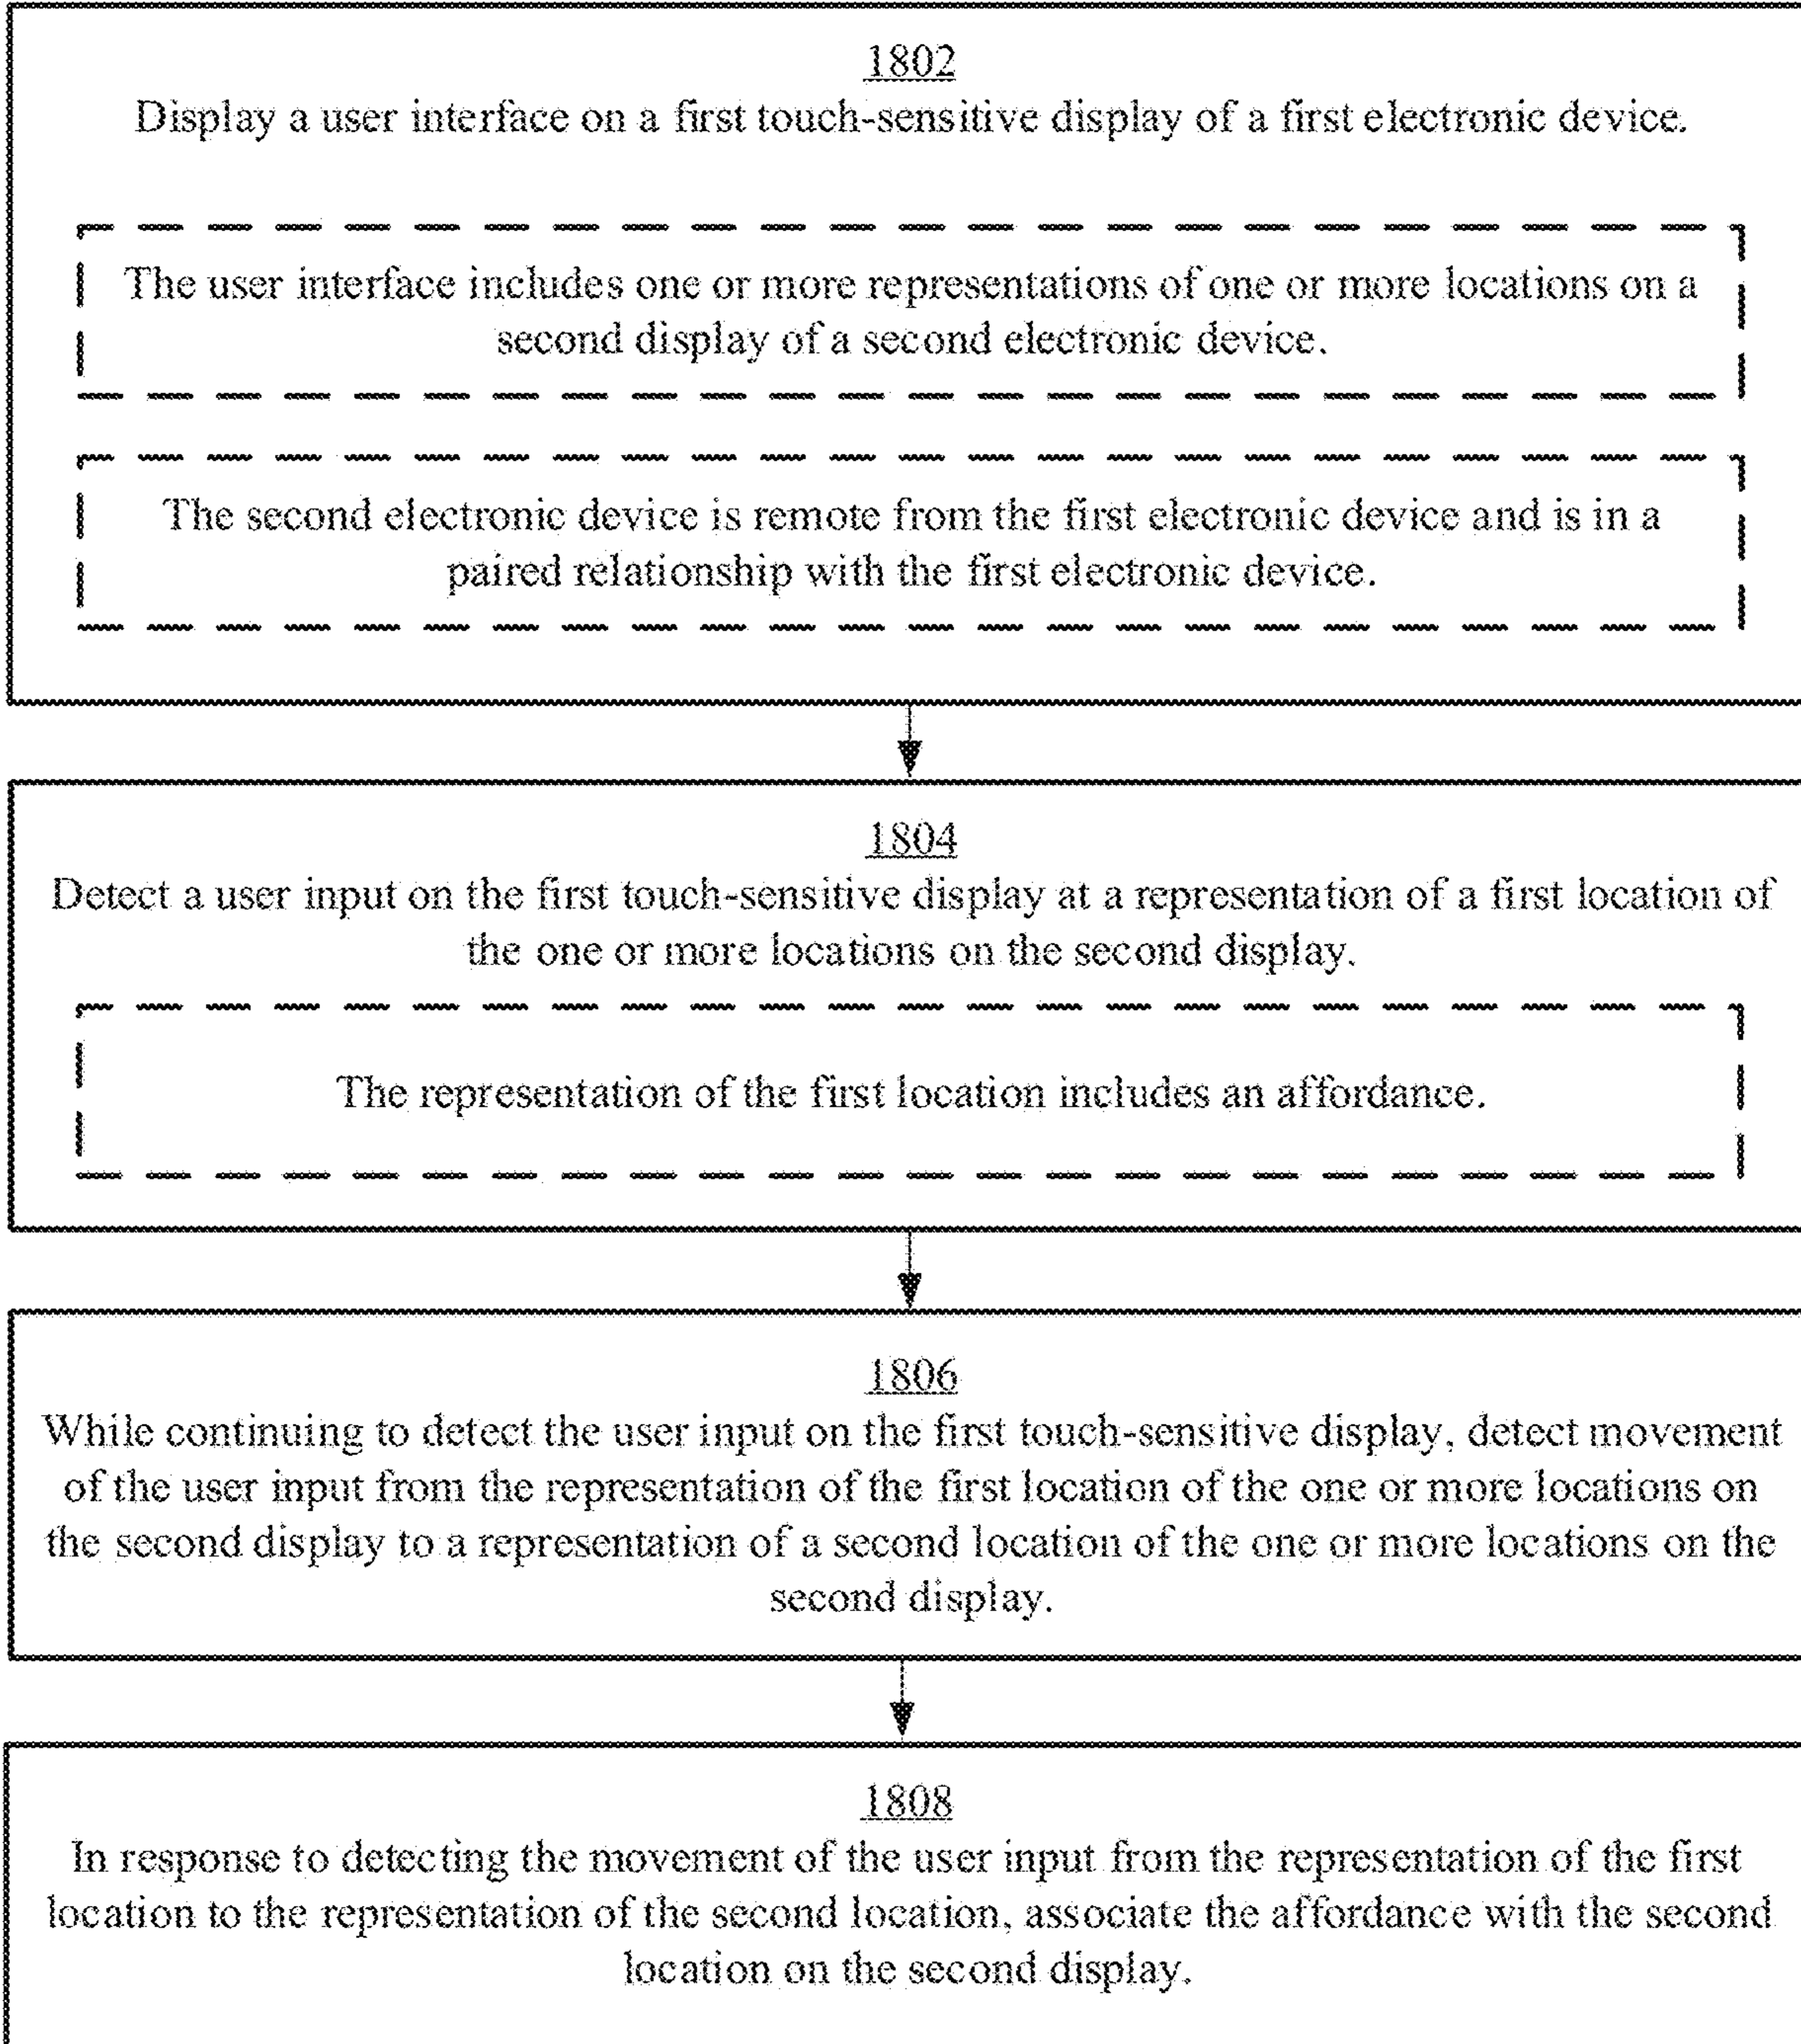 1802
Display a user interface on a first touch-sensitive display of a first electronic device.
The user interface includes one or more representations of one or more locations on a
second display of a second electronic device.
The second electronic device is remote from the first electronic device and is in a
paired relationship with the first electronic device.
1804
Detect a user input on the first touch-sensitive display at a representation of a first location of
the one or more locations on the second display.
The representation of the first location includes an affordance.
1806
While continuing to detect the user input on the first touch-sensitive display, detect movement
of the user input from the representation of the first location of the one or more locations on
the second display to a representation of a second location of the one or more locations on the
second display.
1808
In response to detecting the movement of the user input from the representation of the first
location to the representation of the second location, associate the affordance with the second
location on the second display.